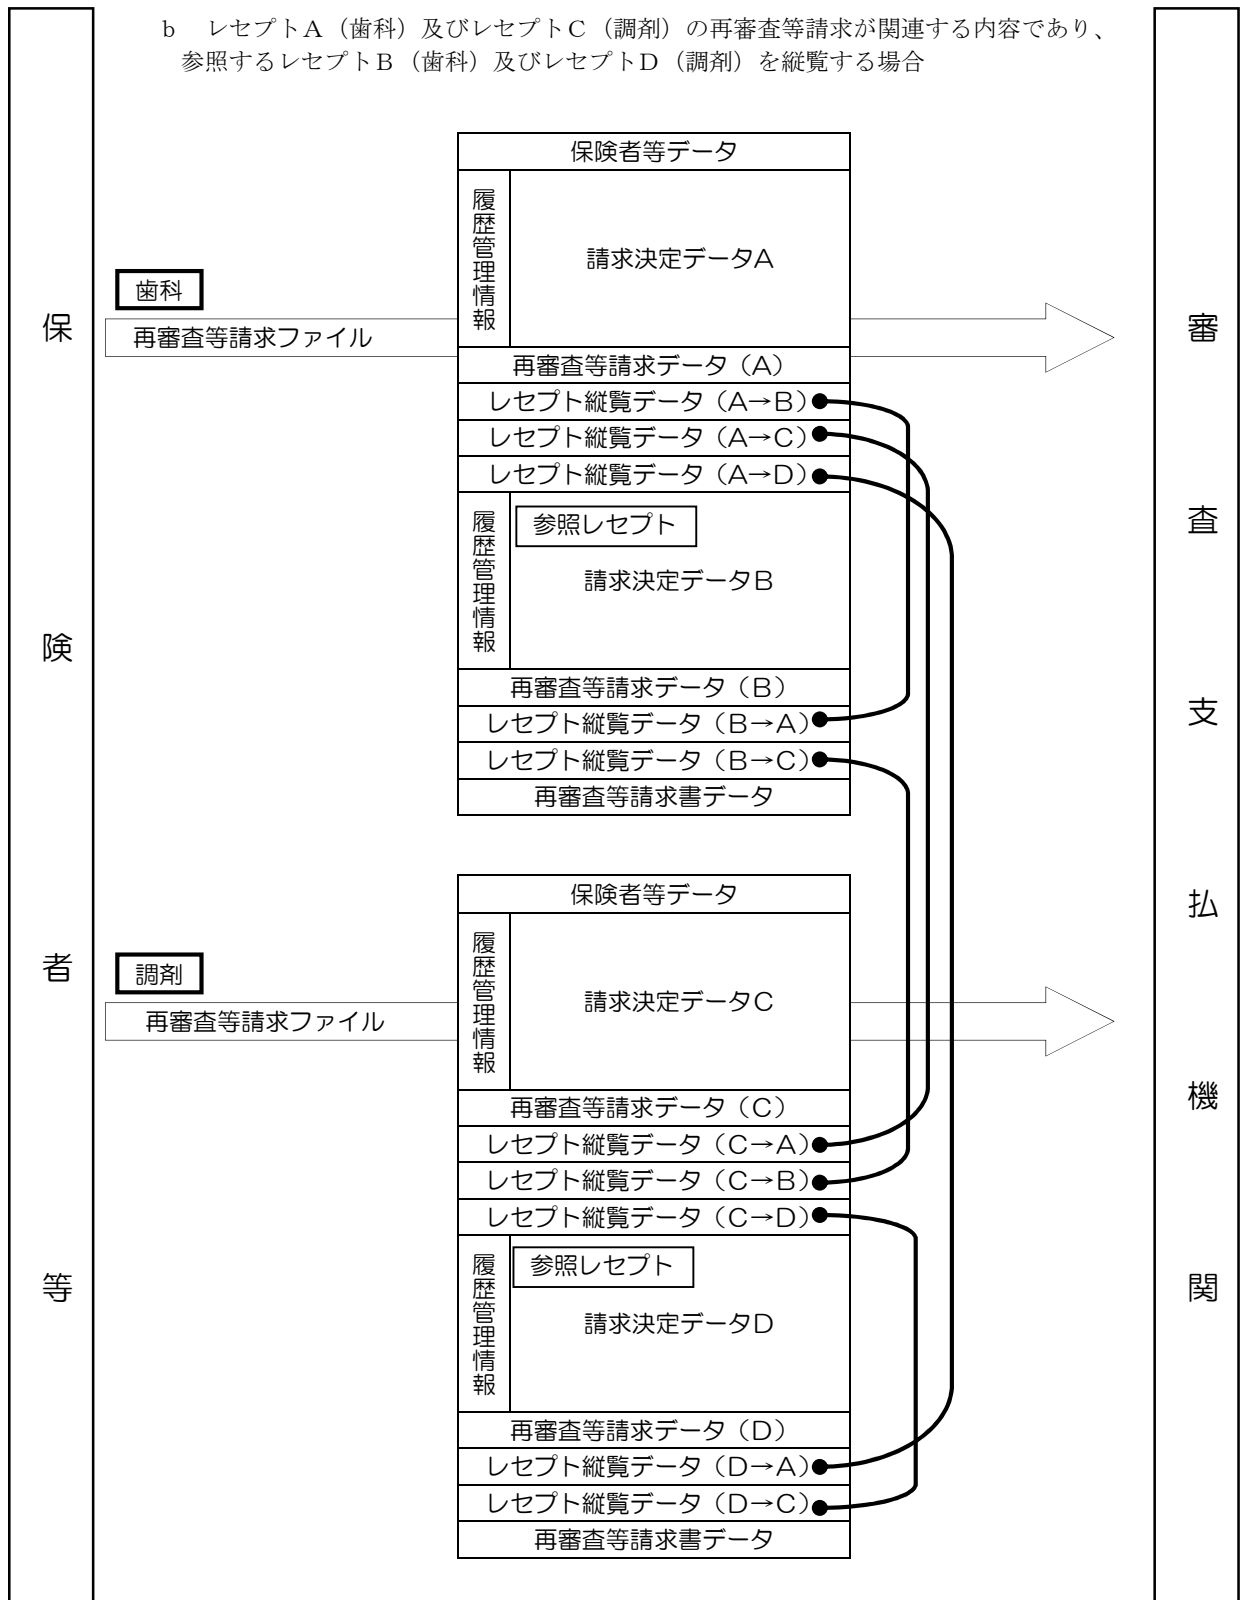 b　レセプトA（歯科）及びレセプトC（調剤）の再審査等請求が関連する内容であり、
参照するレセプトB（歯科）及びレセプトD（調剤）を縦覧する場合
保険者等
歯科
再審査等請求ファイル
保険者等データ
履歴管理情報
請求決定データA
再審査等請求データ（A）
レセプト縦覧データ（A→B）
レセプト縦覧データ（A→C）
レセプト縦覧データ（A→D）
履歴管理情報
参照レセプト
請求決定データB
再審査等請求データ（B）
レセプト縦覧データ（B→A）
レセプト縦覧データ（B→C）
再審査等請求書データ
調剤
再審査等請求ファイル
保険者等データ
履歴管理情報
請求決定データC
再審査等請求データ（C）
レセプト縦覧データ（C→A）
レセプト縦覧データ（C→B）
レセプト縦覧データ（C→D）
履歴管理情報
参照レセプト
請求決定データD
再審査等請求データ（D）
レセプト縦覧データ（D→A）
レセプト縦覧データ（D→C）
再審査等請求書データ
審査支払機関